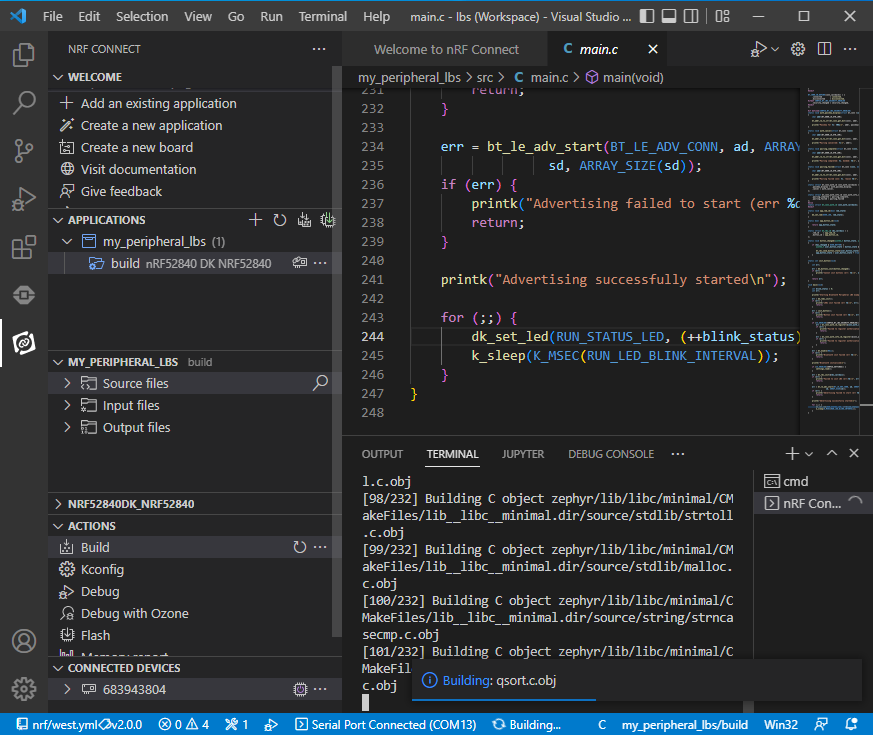 File Edit Selection View Go Run Terminal Help main.c - lbs (Workspace) - Visual Studio ...
NRF CONNECT
WELCOME
Add an existing application
Create a new application
Create a new board
Visit documentation
Give feedback
APPLICATIONS
my_peripheral_lbs (1)
build nRF52840 DK NRF52840
MY_PERIPHERAL_LBS build
Source files
Input files
Output files
NRF52840DK_NRF52840
ACTIONS
Build
Kconfig
Debug
Debug with Ozone
Flash
Memory report
CONNECTED DEVICES
683943804
Welcome to nRF Connect
C main.c
my_peripheral_lbs > src > C main.c > main(void)
231 return;
232 }
233
234 err = bt_le_adv_start(BT_LE_ADV_CONN, ad, ARRAY
235 sd, ARRAY_SIZE(sd));
236 if (err) {
237 printk("Advertising failed to start (err %d
238 return;
239 }
240
241 printk("Advertising successfully started\n");
242
243 for (;;) {
244 dk_set_led(RUN_STATUS_LED, (++blink_status)
245 k_sleep(K_MSEC(RUN_LED_BLINK_INTERVAL));
246 }
247 }
248
OUTPUT TERMINAL JUPYTER DEBUG CONSOLE
l.c.obj
[98/232] Building C object zephyr/lib/libc/minimal/CM
akeFiles/lib__libc__minimal.dir/source/stdlib/strtoll
.c.obj
[99/232] Building C object zephyr/lib/libc/minimal/CM
akeFiles/lib__libc__minimal.dir/source/stdlib/malloc.
c.obj
[100/232] Building C object zephyr/lib/libc/minimal/C
MakeFiles/lib__libc__minimal.dir/source/string/strnca
secmp.c.obj
[101/232] Building C object zephyr/lib/libc/minimal/C
MakeFil
c.obj
cmd
nRF Con...
Building: qsort.c.obj
nrf/west.yml v2.0.0 0 4 1 Serial Port Connected (COM13) Building... C my_peripheral_lbs/build Win32